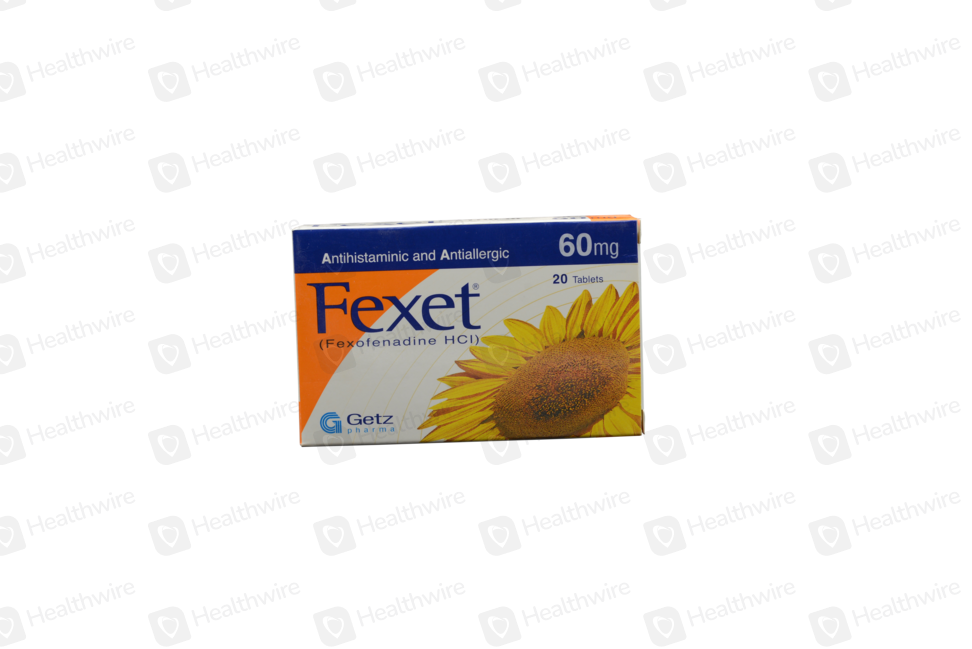 Antihistaminic and Antiallergic
60mg
20 Tablets
Fexet®
(Fexofenadine HCl)
Getz
pharma
Healthwire